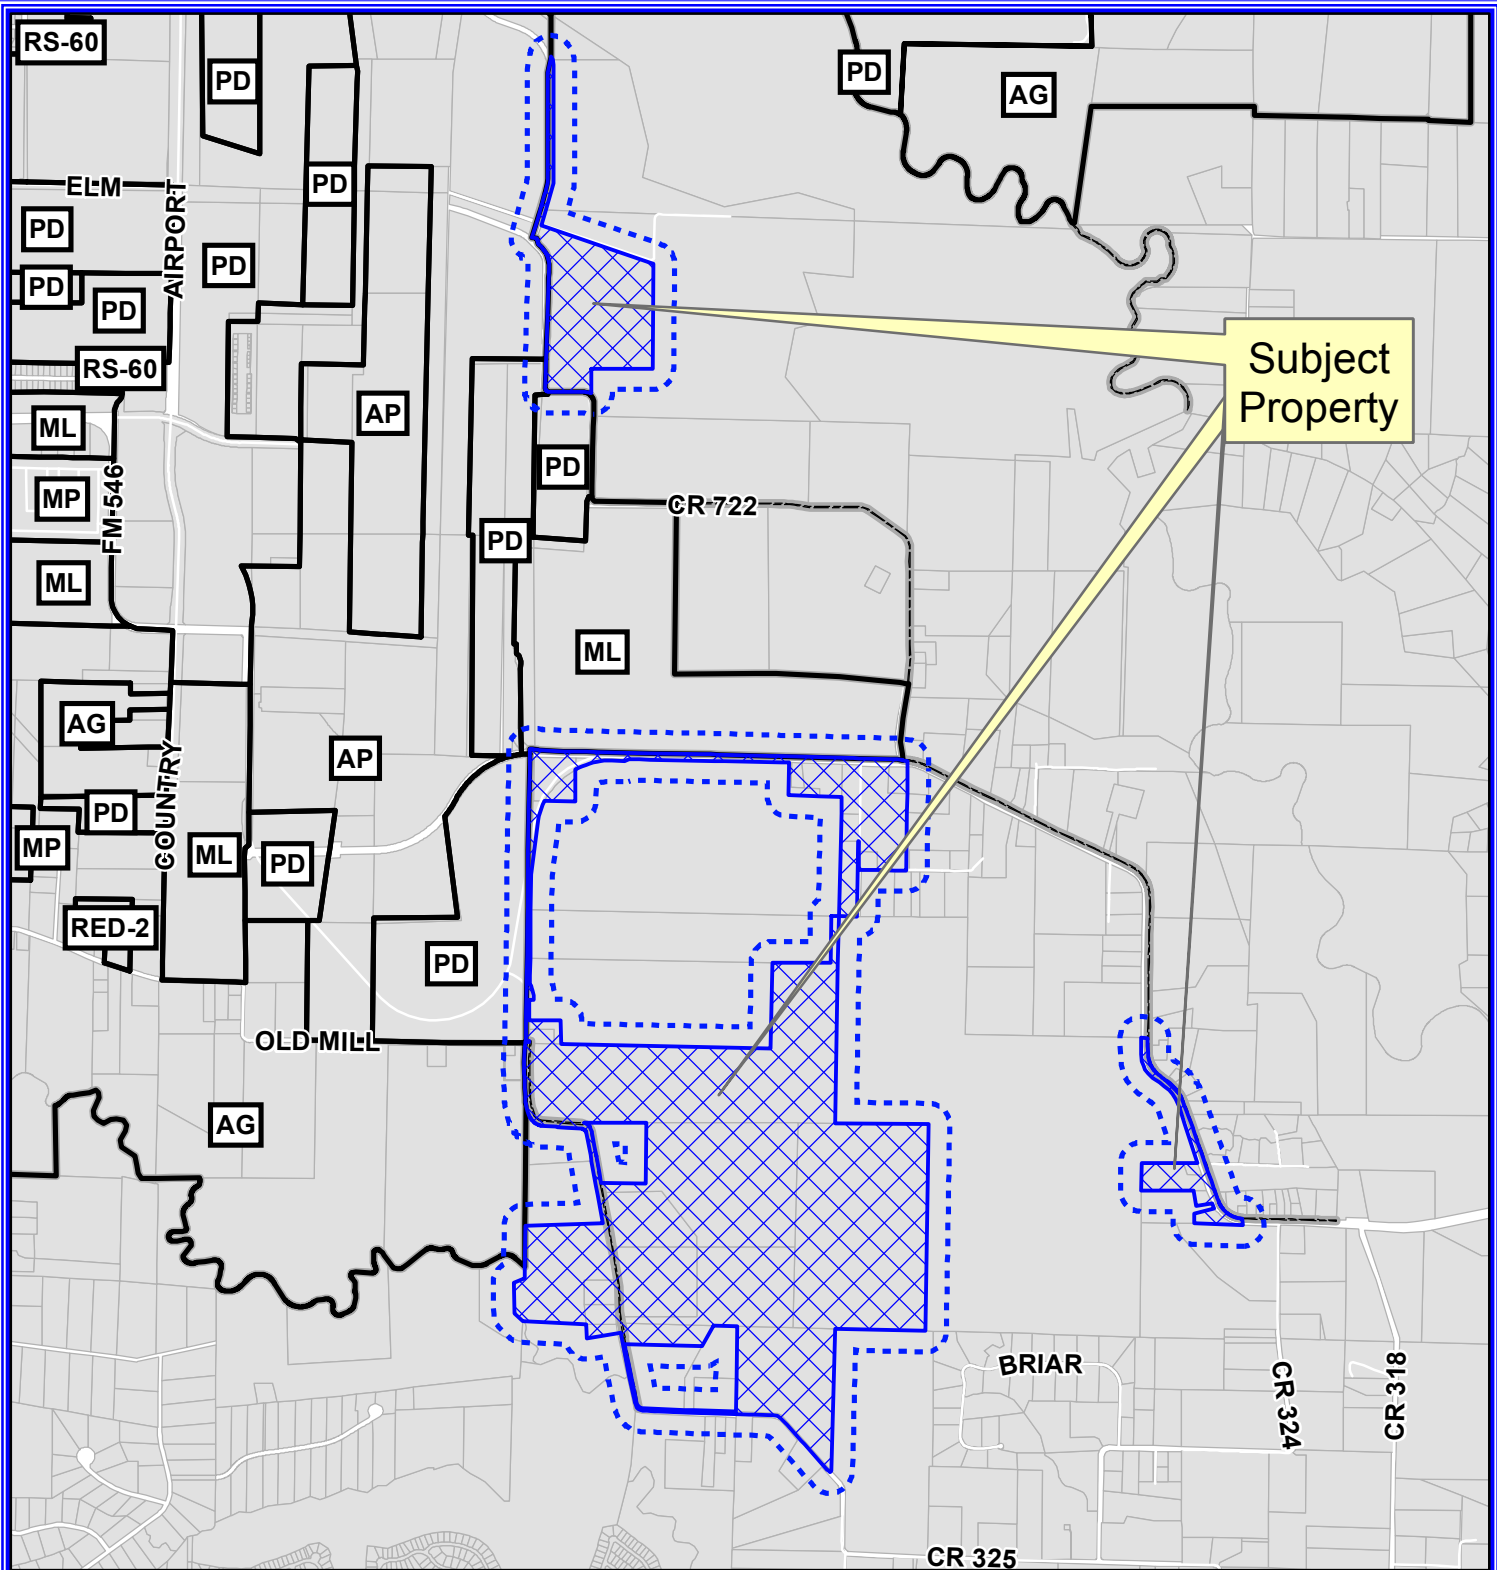 RS-60
PD
PD
AG
PD
ELM
AIRPORT
PD
PD
PD
PD
RS-60
Subject
Property
AP
ML
PD
MP
FM 546
CR 722
PD
ML
ML
AG
COUNTRY
AP
PD
MP
ML
PD
RED-2
PD
OLD MILL
AG
BRIAR
CR 324
CR 318
CR 325